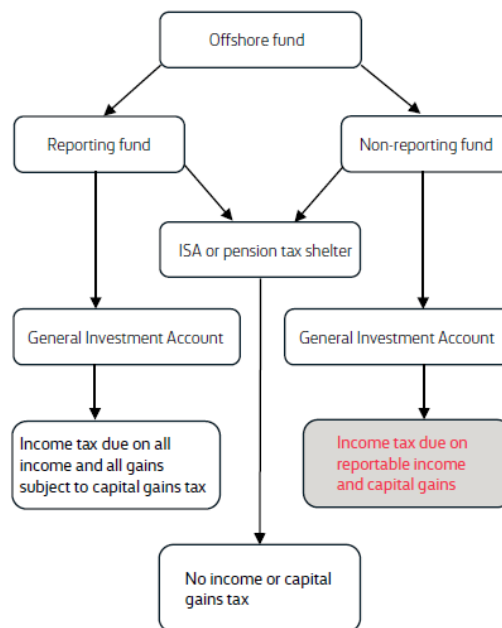 Offshore fund
Reporting fund
Non-reporting fund
ISA or pension tax shelter
General Investment Account
General Investment Account
Income tax due on all
income and all gains
subject to capital gains tax
Income tax due on
reportable income
and capital gains
No income or capital
gains tax